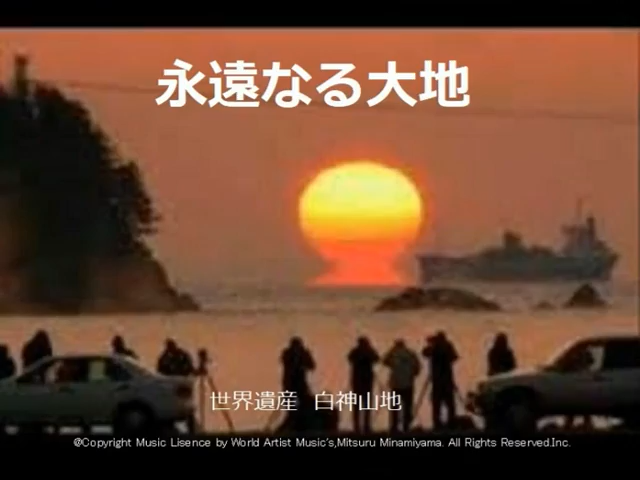 永遠なる大地
世界遺産 白神山地
@Copyright Music Lisence by World Artist Music's,Mitsuru Minamiyama. All Rights Reserved.Inc.